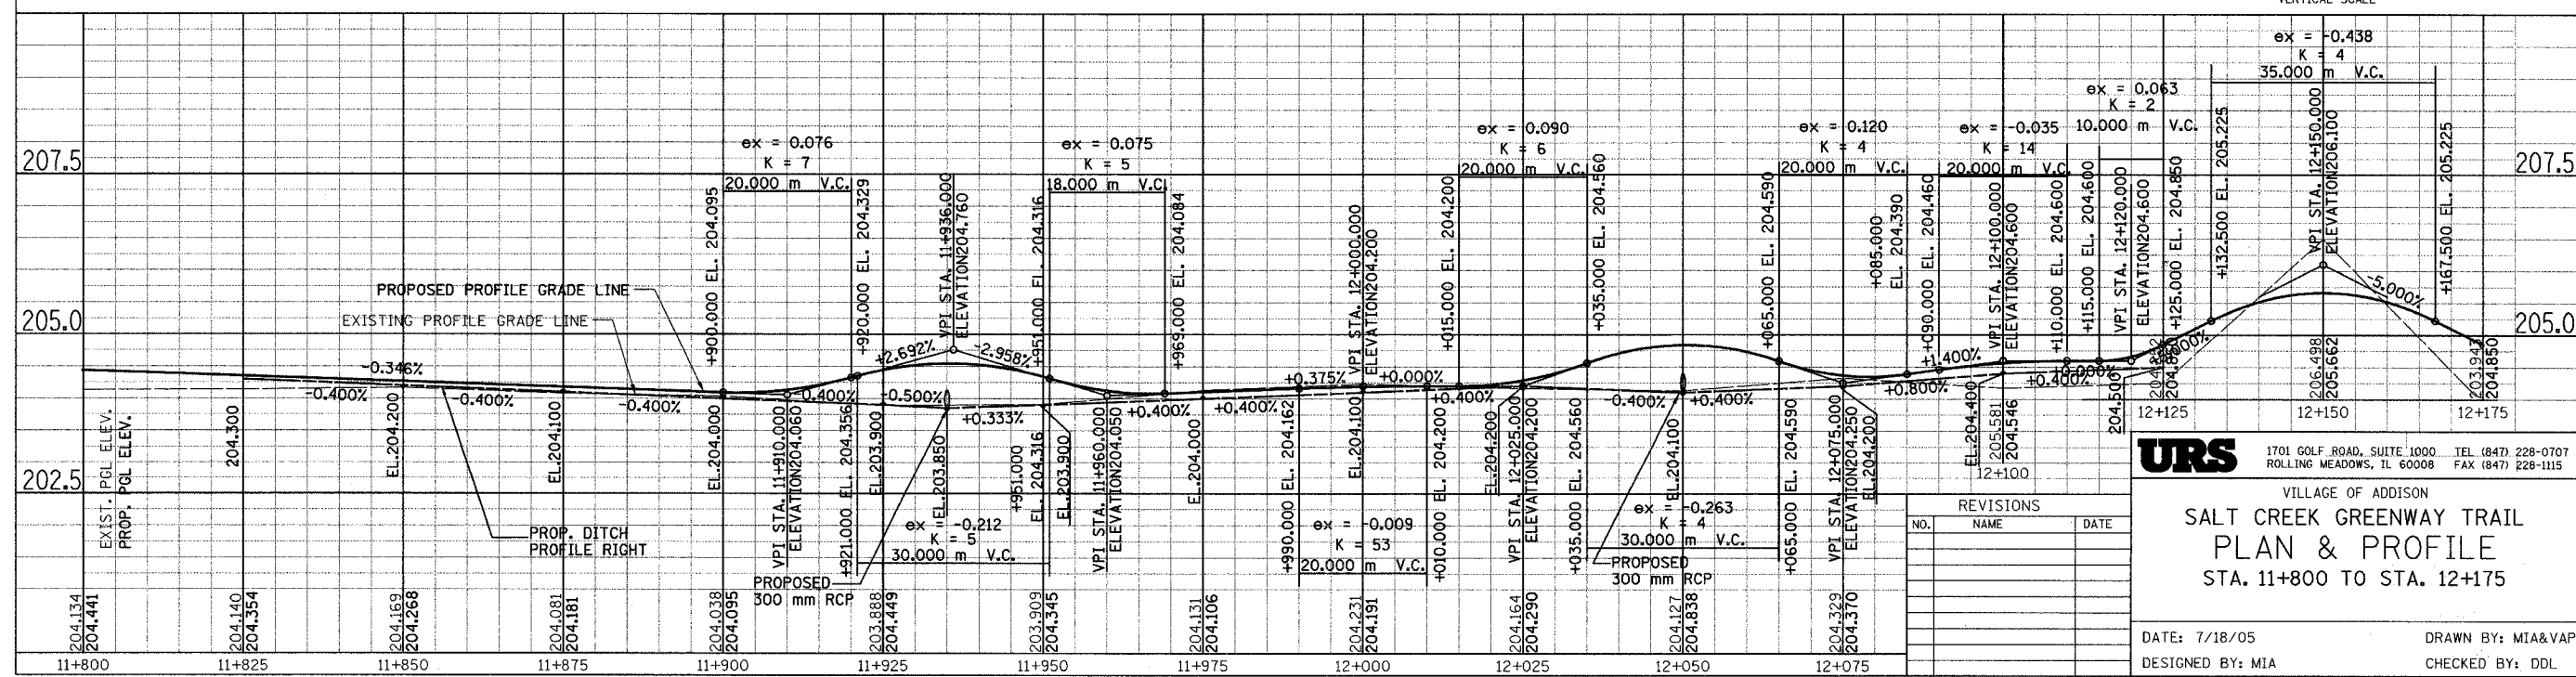 VERTICAL SCALE
ex = -0.438
K = 4
35.000 m V.C.
ex = 0.063
K = 2
10.000 m V.C.
ex = 0.076
K = 7
20.000 m V.C.
ex = 0.075
K = 5
18.000 m V.C.
ex = 0.090
K = 6
20.000 m V.C.
ex = 0.120
K = 4
20.000 m V.C.
ex = -0.035
K = 14
20.000 m V.C.
207.5
207.5
205.0
205.0
202.5
+900.000 EL. 204.095
+920.000 EL. 204.329
VPI STA. 11+936.000
ELEVATION204.760
+951.000 EL. 204.316
+969.000 EL. 204.084
VPI STA. 12+000.000
ELEVATION204.200
+015.000 EL. 204.200
+035.000 EL. 204.560
+065.000 EL. 204.590
+085.000
EL. 204.390
+090.000 EL. 204.460
VPI STA. 12+100.000
ELEVATION204.600
+110.000 EL. 204.600
+115.000 EL. 204.600
VPI STA. 12+120.000
ELEVATION204.600
+125.000 EL. 204.850
+132.500 EL. 205.225
VPI STA. 12+150.000
ELEVATION206.100
+167.500 EL. 205.225
PROPOSED PROFILE GRADE LINE
EXISTING PROFILE GRADE LINE
-0.346%
+2.692%
-2.958%
+0.375%
+0.000%
+1.400%
-5.000%
-0.400%
-0.400%
-0.400%
-0.400%
-0.500%
+0.333%
+0.400%
+0.400%
+0.400%
-0.400%
+0.400%
+0.800%
+0.400%
EXIST. PGL ELEV.
PROP. PGL ELEV.
204.300
EL.204.200
EL.204.100
EL.204.000
VPI STA. 11+910.000
ELEVATION204.060
+921.000 EL. 204.356
EL.203.900
EL.203.850
+951.000
EL. 204.316
EL.203.900
VPI STA. 11+960.000
ELEVATION204.050
EL.204.000
+990.000 EL. 204.162
EL.204.100
+010.000 EL. 204.200
EL.204.200
VPI STA. 12+025.000
ELEVATION204.200
+035.000 EL. 204.560
EL.204.100
+065.000 EL. 204.590
VPI STA. 12+075.000
ELEVATION204.250
EL.204.200
EL.204.400
205.581
204.546
12+100
204.500
204.850
12+125
206.498
205.662
12+150
203.943
204.850
12+175
PROP. DITCH
PROFILE RIGHT
ex = -0.212
K = 5
30.000 m V.C.
PROPOSED
300 mm RCP
ex = -0.009
K = 53
20.000 m V.C.
ex = -0.263
K = 4
30.000 m V.C.
PROPOSED
300 mm RCP
204.134
204.441
204.140
204.354
204.169
204.268
204.081
204.181
204.038
204.095
203.888
204.449
203.909
204.345
204.131
204.106
204.231
204.191
204.164
204.290
204.127
204.838
204.329
204.370
11+800
11+825
11+850
11+875
11+900
11+925
11+950
11+975
12+000
12+025
12+050
12+075
REVISIONS
NO. NAME DATE
URS
1701 GOLF ROAD, SUITE 1000 TEL (847) 228-0707
ROLLING MEADOWS, IL 60008 FAX (847) 228-1115
VILLAGE OF ADDISON
SALT CREEK GREENWAY TRAIL
PLAN & PROFILE
STA. 11+800 TO STA. 12+175
DATE: 7/18/05 DRAWN BY: MIA&VAP
DESIGNED BY: MIA CHECKED BY: DDL